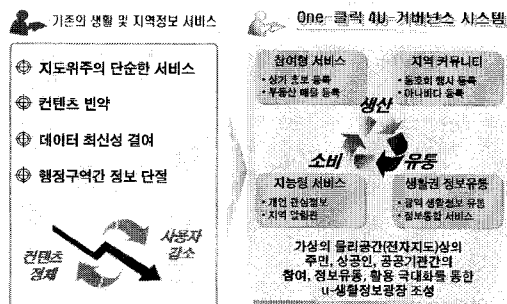 기존의 생활 및 지역정보 서비스
지도위주의 단순한 서비스
컨텐츠 빈약
데이터 최신성 결여
행정구역간 정보 단절
컨텐츠
정체
사용자
감소
One 클릭 4U 거버넌스 시스템
참여형 서비스
• 상가 홍보 등록
• 부동산 매물 등록
지역 커뮤니티
• 동호회 행사 등록
• 아나바다 등록
생산
소비
유통
지능형 서비스
• 개인 관심정보
• 지역 알림판
생활권 정보유통
• 광역 생활정보 유통
• 정보통합 서비스
가상의 물리공간(전자지도)상의
주민, 상공인, 공공기관간의
참여, 정보유통, 활용 극대화를 통한
u-생활정보광장 조성